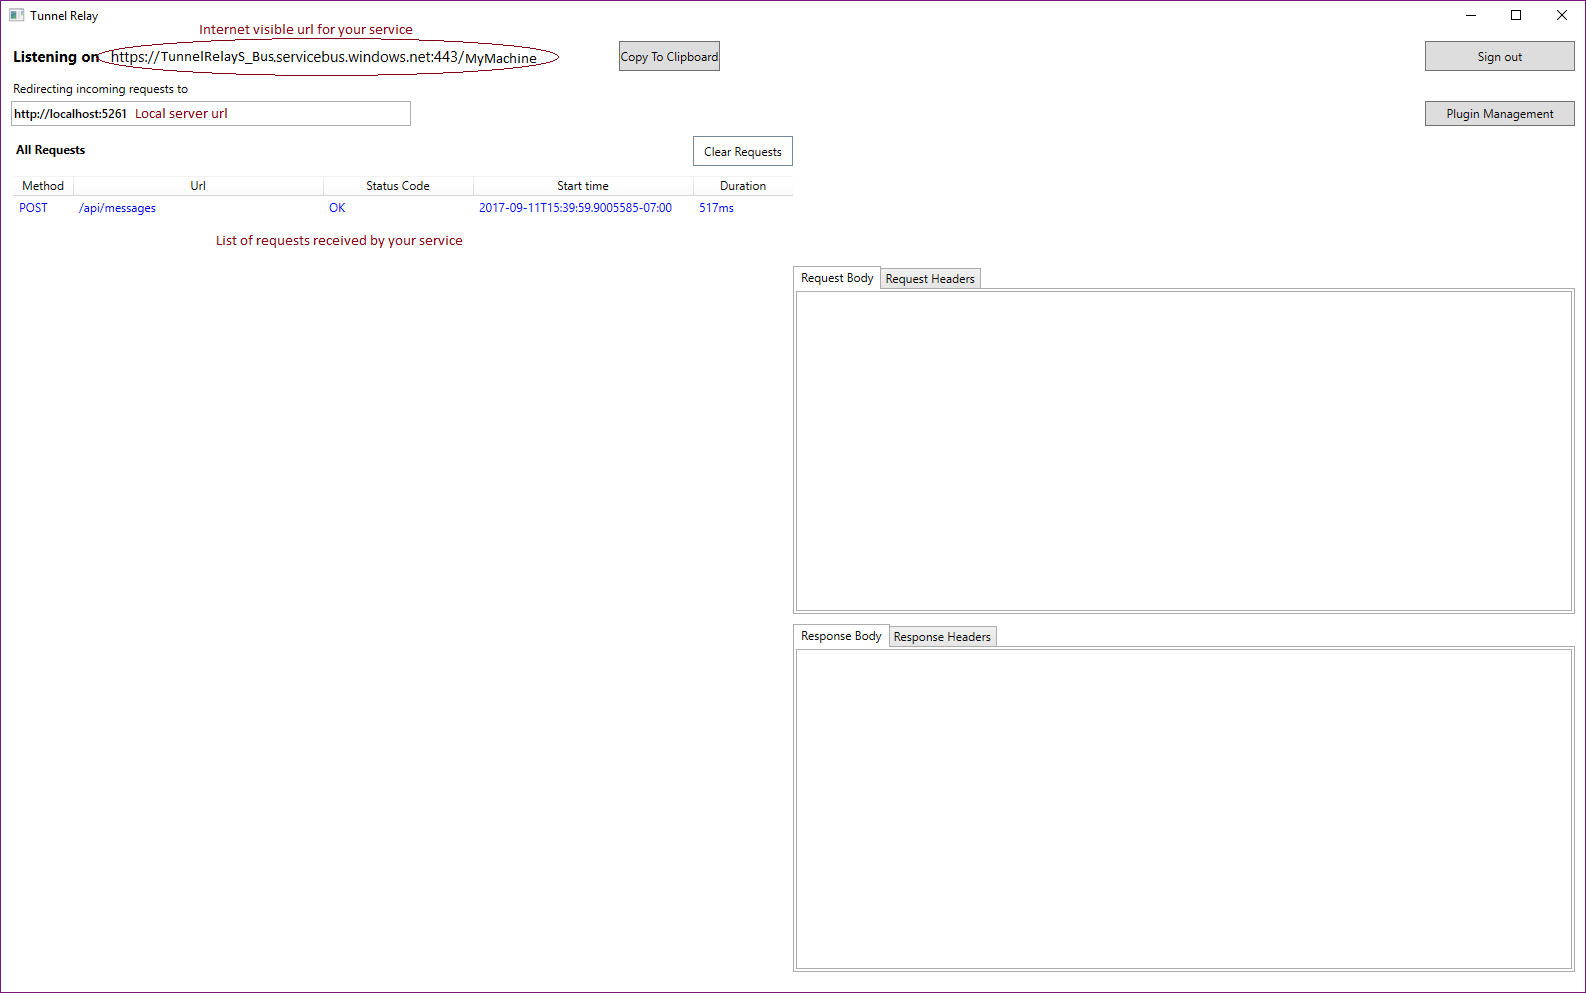 Tunnel Relay
Internet visible url for your service
Listening on https://TunnelRelayS_Bus.servicebus.windows.net:443/MyMachine
Copy To Clipboard
Sign out
Redirecting incoming requests to
http://localhost:5261 Local server url
Plugin Management
All Requests
Clear Requests
Method Url Status Code Start time Duration
POST /api/messages OK 2017-09-11T15:39:59.9005585-07:00 517ms
List of requests received by your service
Request Body Request Headers
Response Body Response Headers